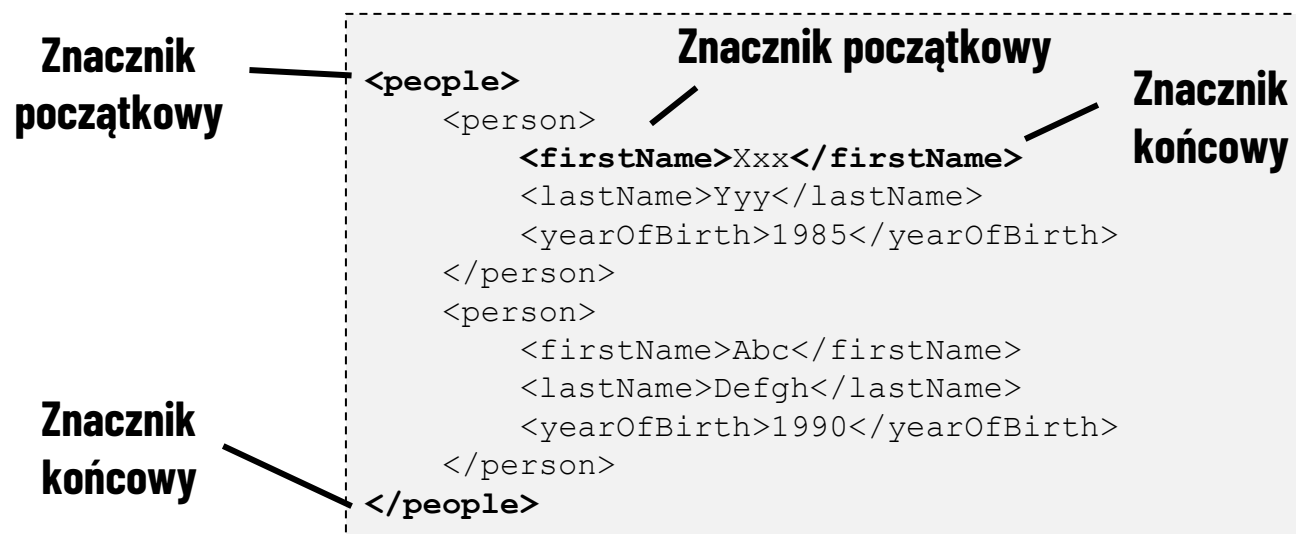 Znacznik
początkowy
Znacznik początkowy
Znacznik
końcowy
<people>
    <person>
        <firstName>Xxx</firstName>
        <lastName>Yyy</lastName>
        <yearOfBirth>1985</yearOfBirth>
    </person>
    <person>
        <firstName>Abc</firstName>
        <lastName>Defgh</lastName>
        <yearOfBirth>1990</yearOfBirth>
    </person>
</people>
Znacznik
końcowy